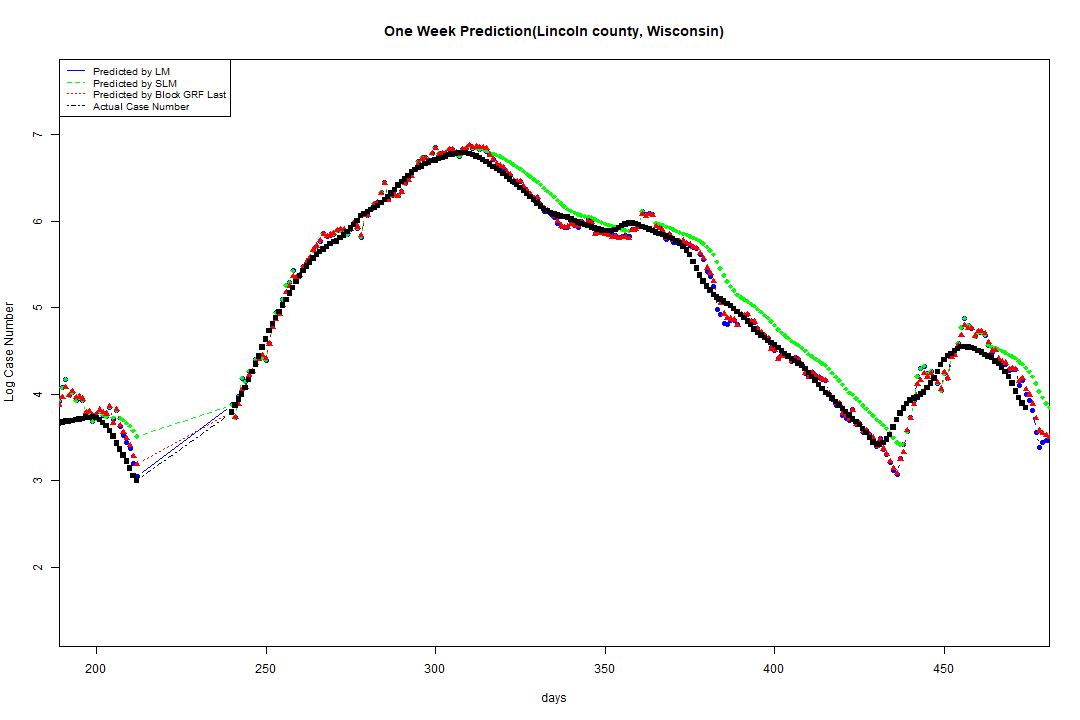 One Week Prediction(Lincoln county, Wisconsin)
Predicted by LM
Predicted by SLM
Predicted by Block GRF Last
Actual Case Number
7
6
5
4
3
2
Log Case Number
200 250 300 350 400 450
days